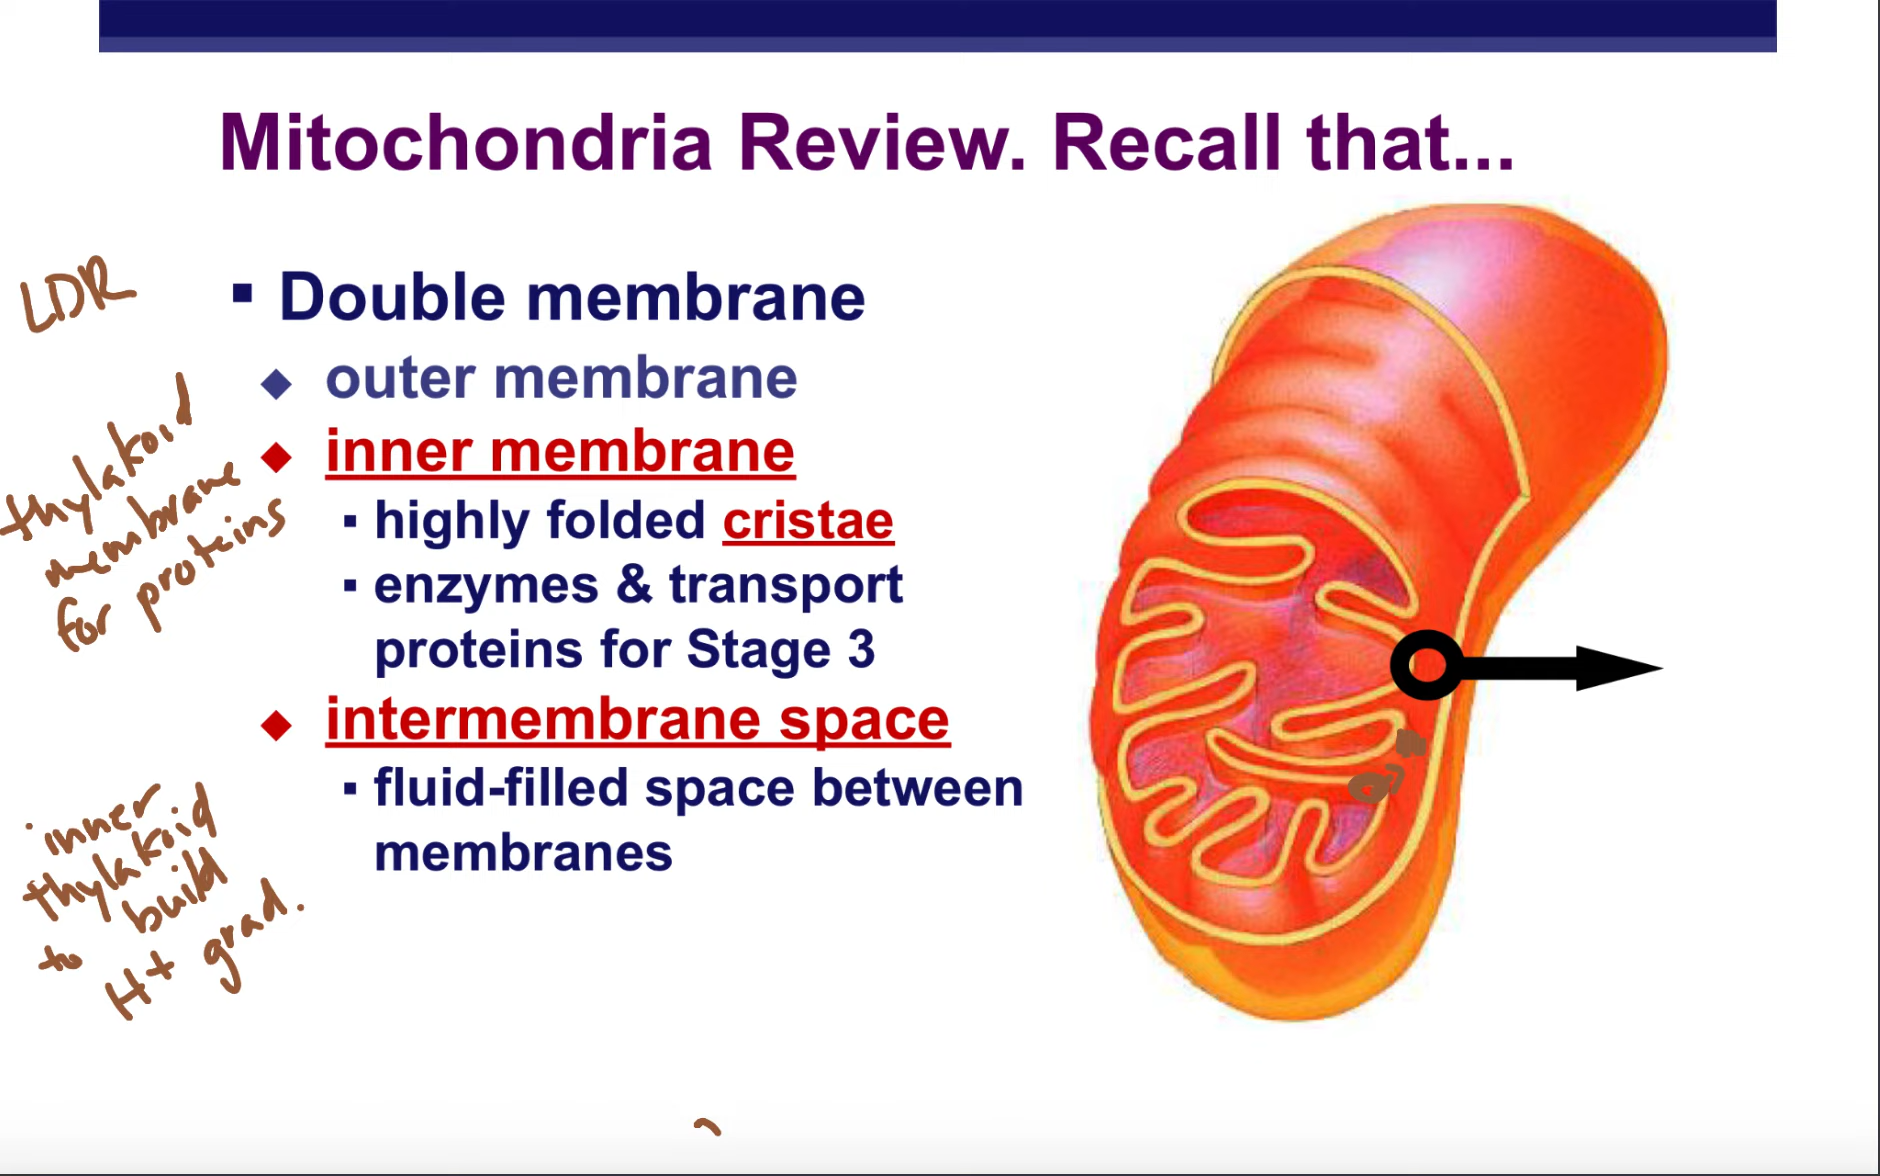 Mitochondria Review. Recall that...
LDR
▪ Double membrane
◆ outer membrane
◆ inner membrane
▪ highly folded cristae
▪ enzymes & transport
proteins for Stage 3
◆ intermembrane space
▪ fluid-filled space between
membranes
thylakoid
membrane
for proteins
inner
thylakoid
to build
H+ grad.